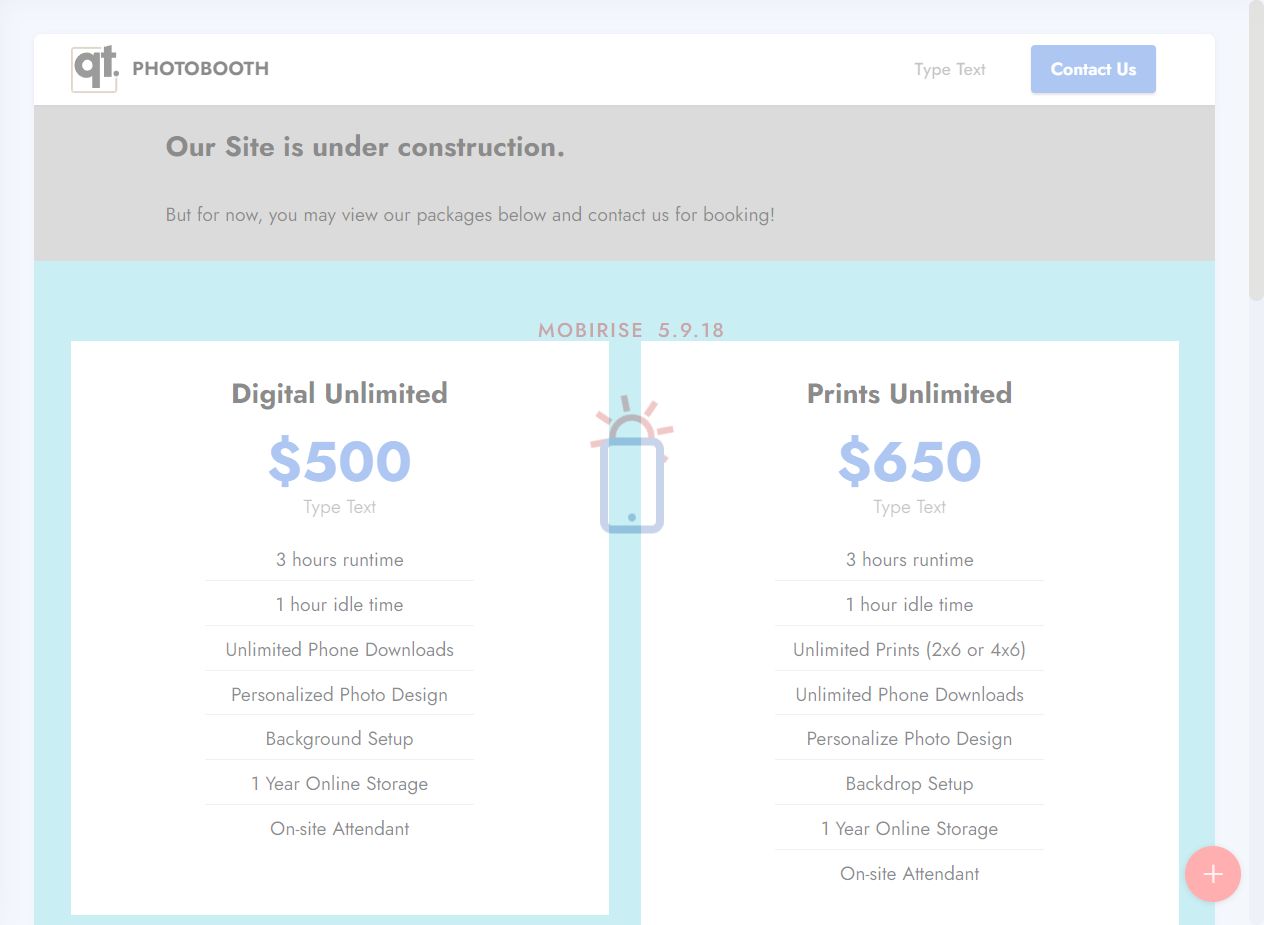 qt. PHOTOBOOTH
Type Text
Contact Us
Our Site is under construction.
But for now, you may view our packages below and contact us for booking!
MOBIRISE 5.9.18
Digital Unlimited
$500
Type Text
3 hours runtime
1 hour idle time
Unlimited Phone Downloads
Personalized Photo Design
Background Setup
1 Year Online Storage
On-site Attendant
Prints Unlimited
$650
Type Text
3 hours runtime
1 hour idle time
Unlimited Prints (2x6 or 4x6)
Unlimited Phone Downloads
Personalize Photo Design
Backdrop Setup
1 Year Online Storage
On-site Attendant